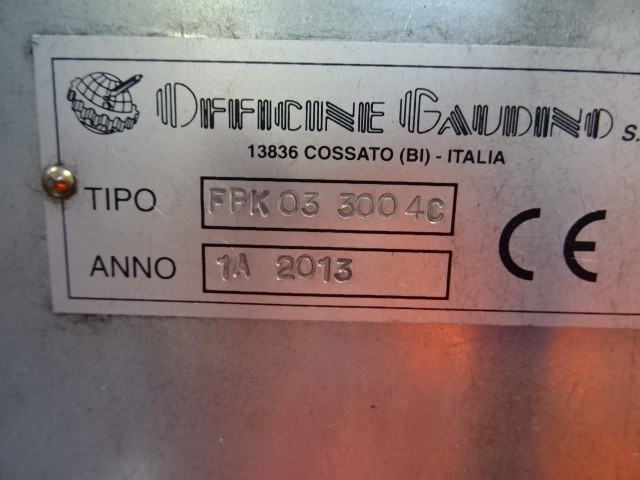 OFFICINE GAUDINO S.
13836 COSSATO (BI) - ITALIA
TIPO FPK 03 300 4C
ANNO 1A 2013
CE